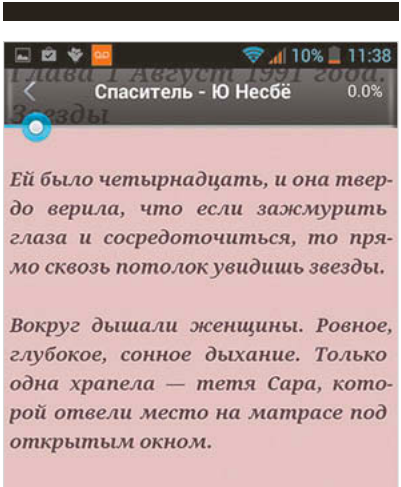 10% 11:38
Глава 1 Август 1991 года.
Спаситель - Ю Несбё 0.0%
Звезды
Ей было четырнадцать, и она твер-
до верила, что если зажмурить
глаза и сосредоточиться, то пря-
мо сквозь потолок увидишь звезды.
Вокруг дышали женщины. Ровное,
глубокое, сонное дыхание. Только
одна храпела — тетя Сара, кото-
рой отвели место на матрасе под
открытым окном.